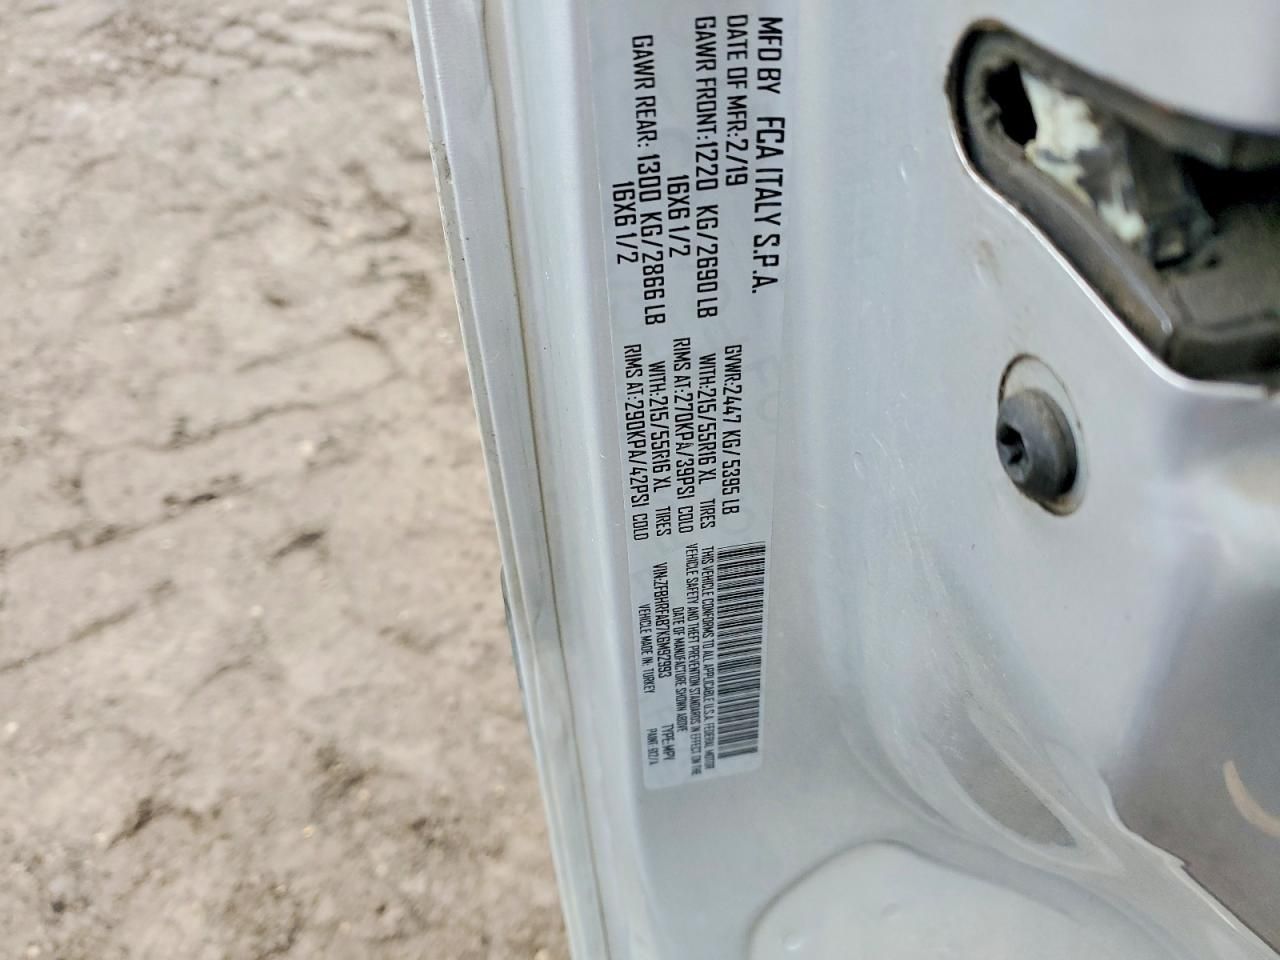 MFD BY FCA ITALY S.P.A.
DATE OF MFR:2/19 GVWR:2447 KG/ 5395 LB
GAWR FRONT:1220 KG/2690 LB WITH:215/55R16 XL TIRES
16X6 1/2 RIMS AT:270KPA/39PSI COLD
GAWR REAR: 1300 KG/2866 LB WITH:215/55R16 XL TIRES
16X6 1/2 RIMS AT:290KPA/42PSI COLD
THIS VEHICLE CONFORMS TO ALL APPLICABLE U.S.A. FEDERAL MOTOR
VEHICLE SAFETY AND THEFT PREVENTION STANDARDS IN EFFECT ON THE
DATE OF MANUFACTURE SHOWN ABOVE
VIN:ZFBHRFAB7K6M92993 TYPE: MPV
VEHICLE MADE IN: TURKEY PAINT: 612/A